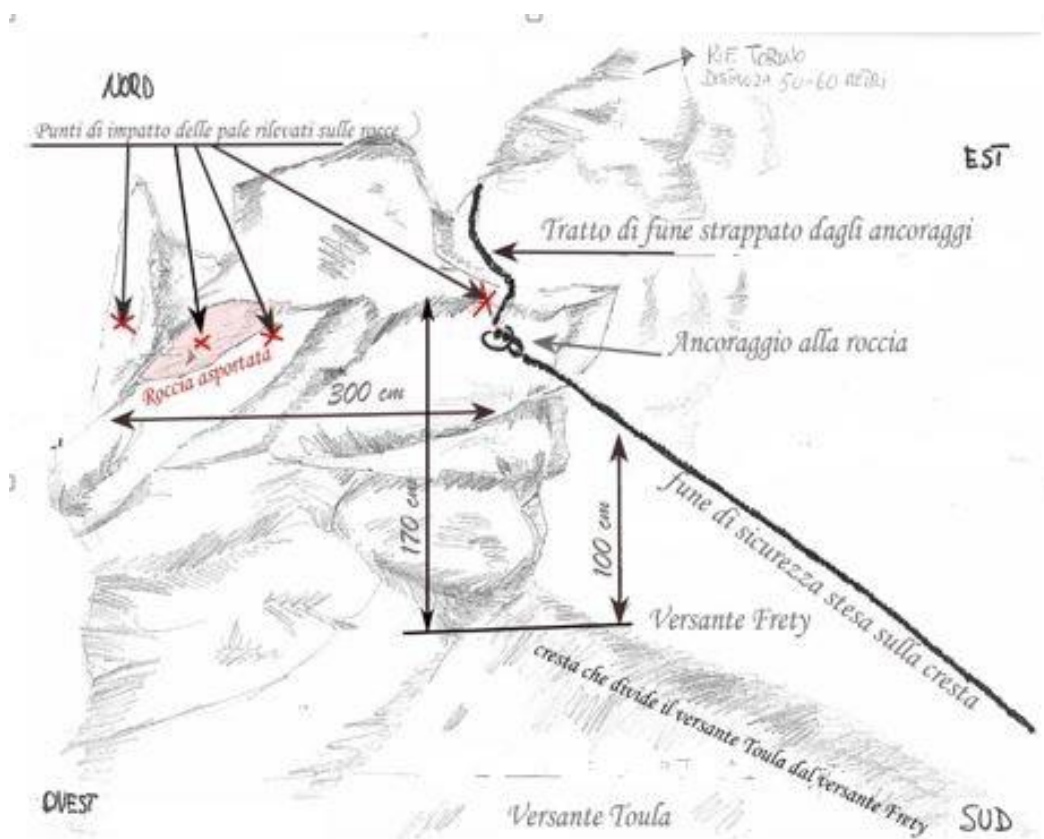 RIF. TORINO
DISTANZA 50-60 METRI
NORD
Punti di impatto delle pale rilevati sulle rocce
EST
Tratto di fune strappato dagli ancoraggi
Ancoraggio alla roccia
Roccia asportata
300 cm
170 cm
100 cm
fune di sicurezza stesa sulla cresta
Versante Frety
cresta che divide il versante Toula dal versante Frety
OVEST
Versante Toula
SUD